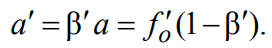 a′ = β′a = f′ₒ(1−β′).